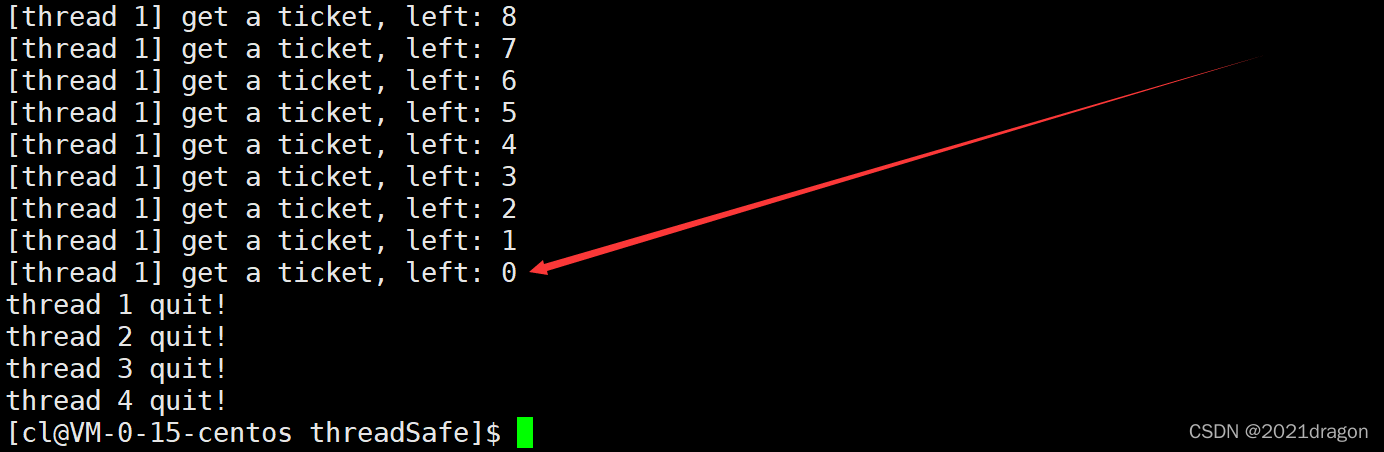 [thread 1] get a ticket, left: 8
[thread 1] get a ticket, left: 7
[thread 1] get a ticket, left: 6
[thread 1] get a ticket, left: 5
[thread 1] get a ticket, left: 4
[thread 1] get a ticket, left: 3
[thread 1] get a ticket, left: 2
[thread 1] get a ticket, left: 1
[thread 1] get a ticket, left: 0
thread 1 quit!
thread 2 quit!
thread 3 quit!
thread 4 quit!
[cl@VM-0-15-centos threadSafe]$
CSDN @2021dragon